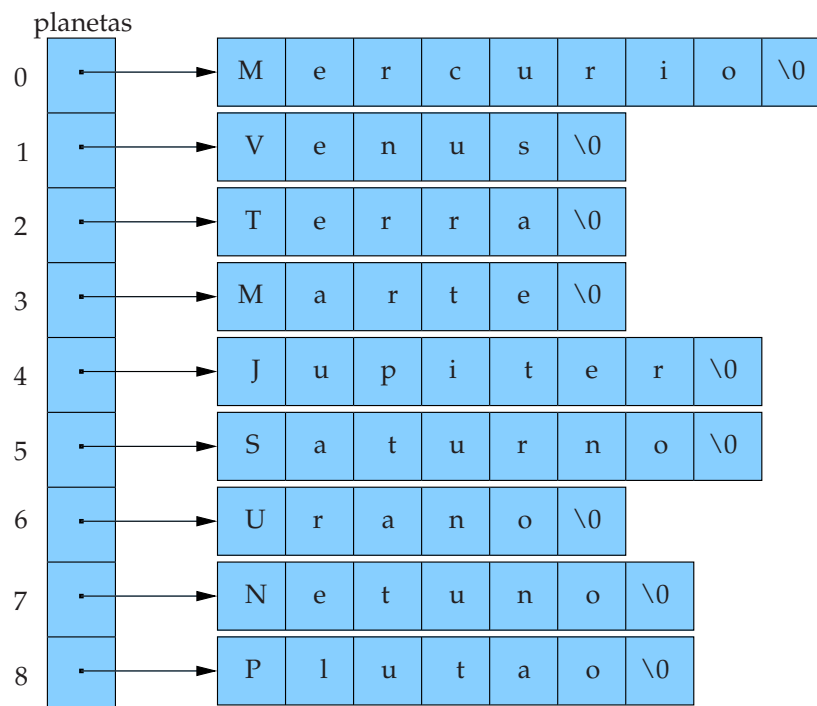 planetas
0 M e r c u r i o \0
1 V e n u s \0
2 T e r r a \0
3 M a r t e \0
4 J u p i t e r \0
5 S a t u r n o \0
6 U r a n o \0
7 N e t u n o \0
8 P l u t a o \0